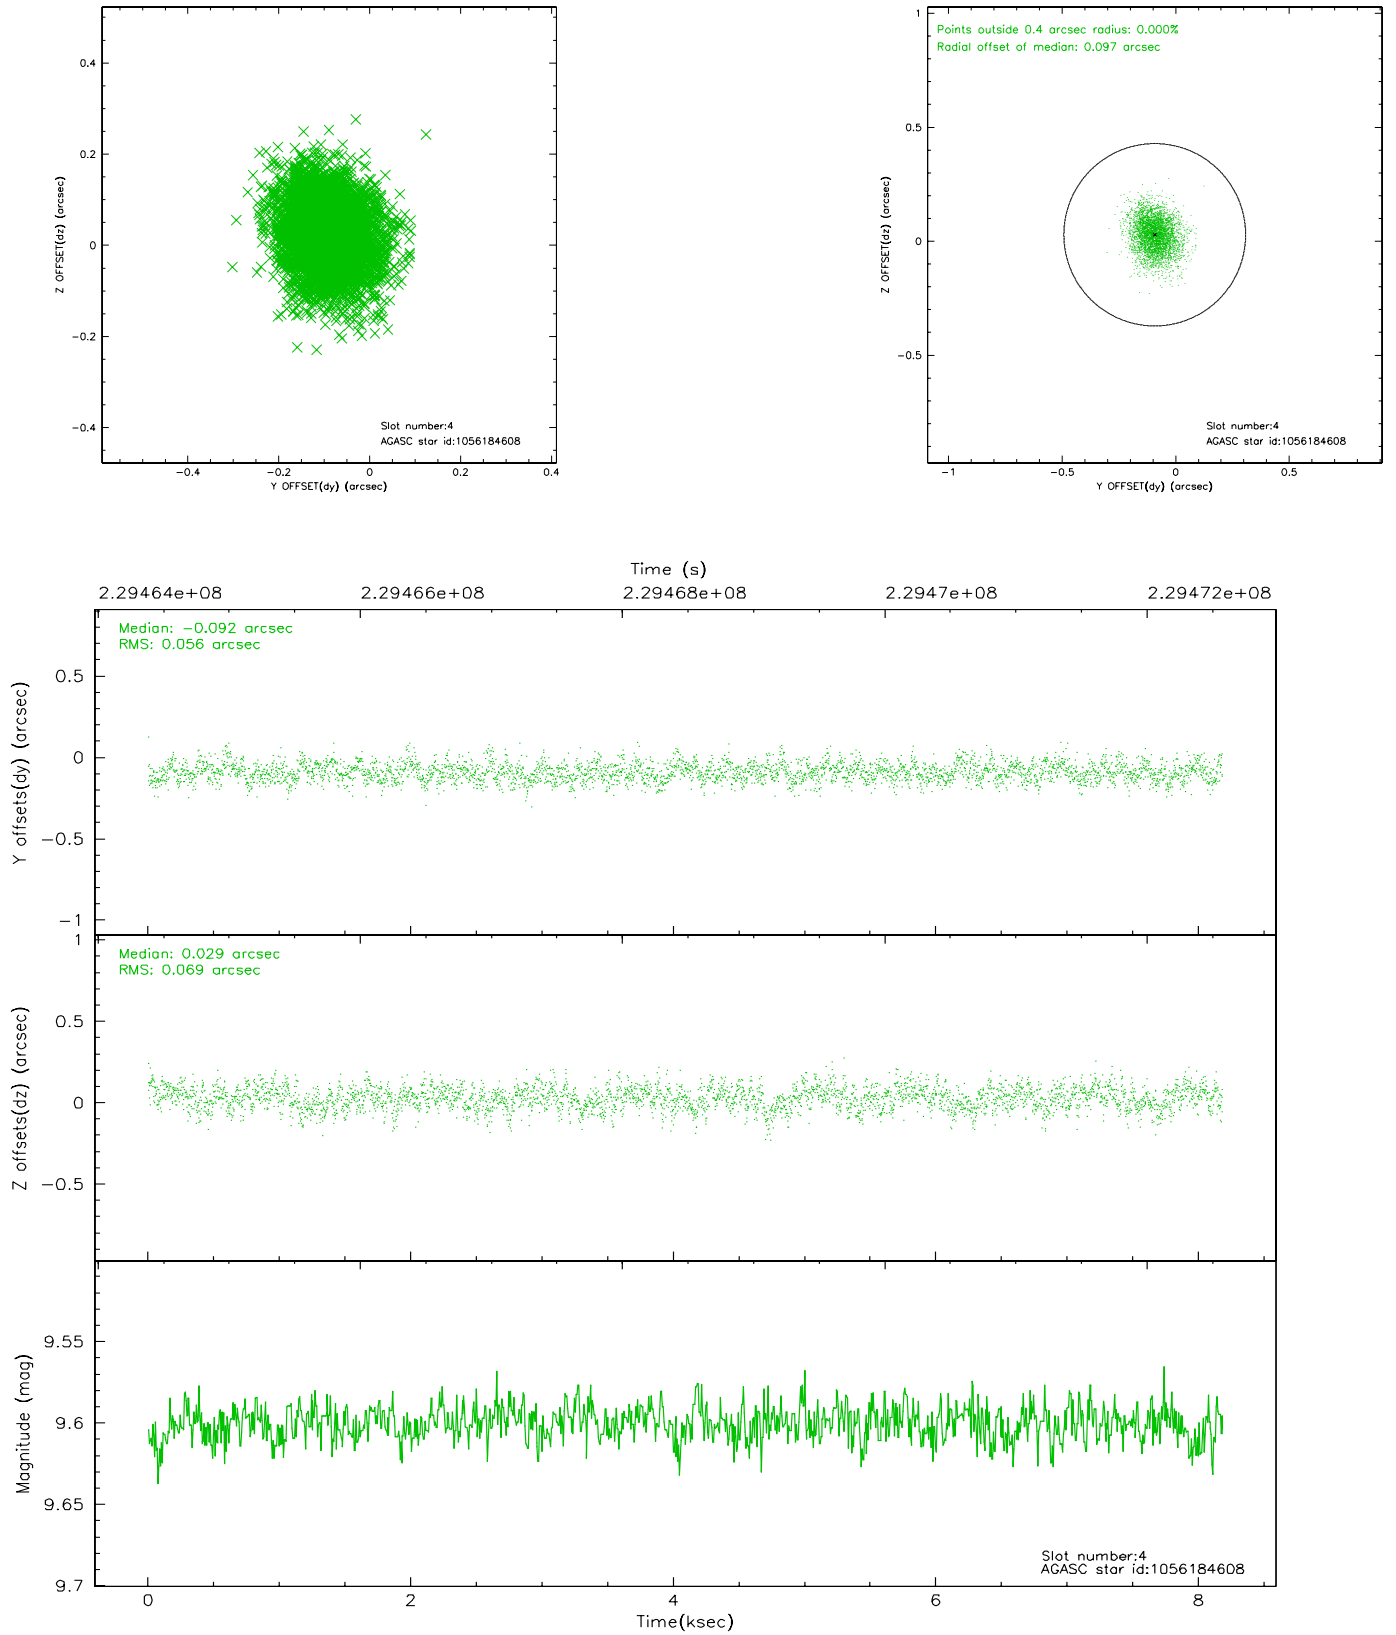 0.4
0.2
0
−0.2
−0.4
Z OFFSET(dz) (arcsec)
Slot number:4
AGASC star id:1056184608
−0.4 −0.2 0 0.2 0.4
Y OFFSET(dy) (arcsec)
Points outside 0.4 arcsec radius: 0.000%
Radial offset of median: 0.097 arcsec
1
0.5
0
−0.5
Z OFFSET(dz) (arcsec)
Slot number:4
AGASC star id:1056184608
−1 −0.5 0 0.5
Y OFFSET(dy) (arcsec)
Time (s)
2.29464e+08 2.29466e+08 2.29468e+08 2.2947e+08 2.29472e+08
Median: −0.092 arcsec
RMS: 0.056 arcsec
0.5
0
−0.5
−1
Y offsets(dy) (arcsec)
Median: 0.029 arcsec
RMS: 0.069 arcsec
1
0.5
0
−0.5
Z offsets(dz) (arcsec)
9.55
9.6
9.65
9.7
Magnitude (mag)
Slot number:4
AGASC star id:1056184608
0 2 4 6 8
Time(ksec)